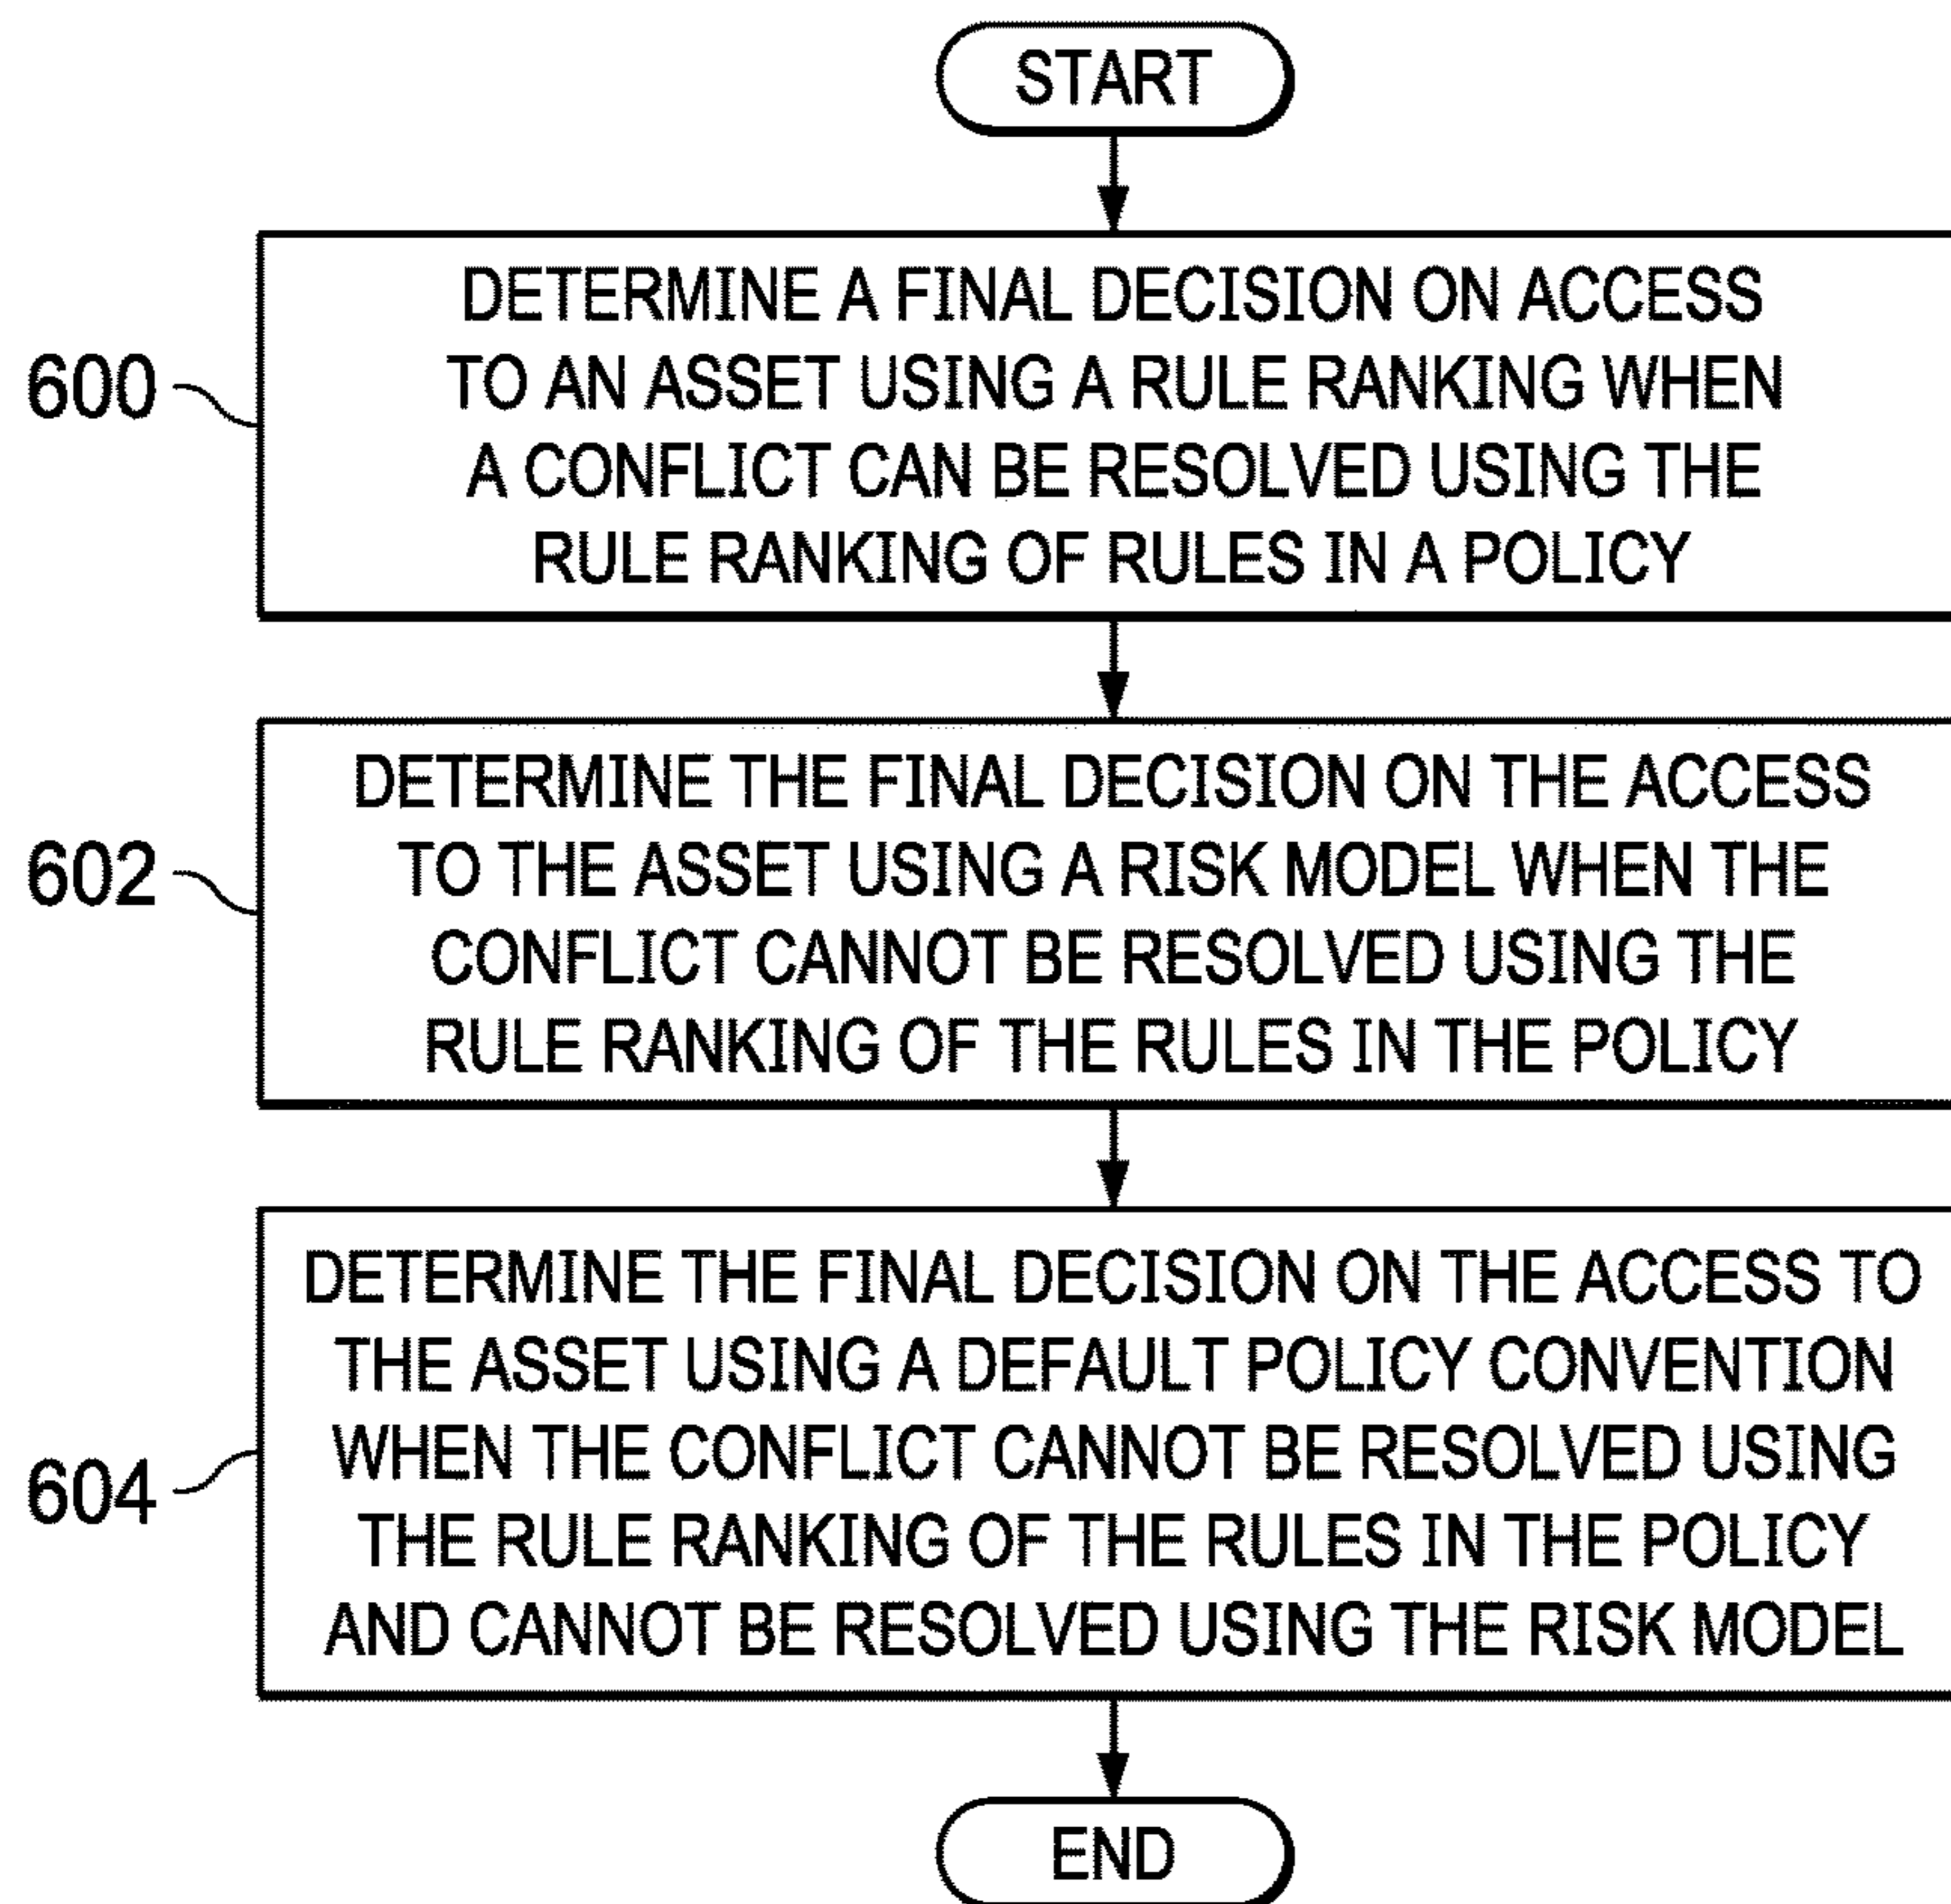 START
600
DETERMINE A FINAL DECISION ON ACCESS
TO AN ASSET USING A RULE RANKING WHEN
A CONFLICT CAN BE RESOLVED USING THE
RULE RANKING OF RULES IN A POLICY
602
DETERMINE THE FINAL DECISION ON THE ACCESS
TO THE ASSET USING A RISK MODEL WHEN THE
CONFLICT CANNOT BE RESOLVED USING THE
RULE RANKING OF THE RULES IN THE POLICY
604
DETERMINE THE FINAL DECISION ON THE ACCESS TO
THE ASSET USING A DEFAULT POLICY CONVENTION
WHEN THE CONFLICT CANNOT BE RESOLVED USING
THE RULE RANKING OF THE RULES IN THE POLICY
AND CANNOT BE RESOLVED USING THE RISK MODEL
END